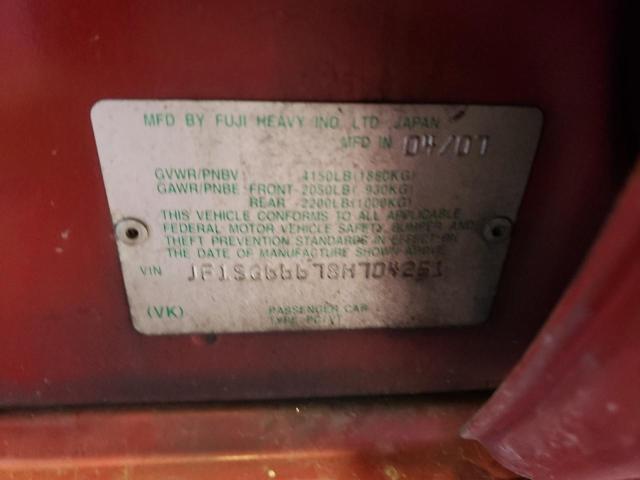 MFD BY FUJI HEAVY IND. LTD. JAPAN
MFD IN 04/07
GVWR/PNBV 4150LB(1880KG)
GAWR/PNBE FRONT-2050LB( 930KG)
REAR -2200LB(1000KG)
THIS VEHICLE CONFORMS TO ALL APPLICABLE
FEDERAL MOTOR VEHICLE SAFETY, BUMPER, AND
THEFT PREVENTION STANDARDS IN EFFECT ON
THE DATE OF MANUFACTURE SHOWN ABOVE.
VIN JF1SG66678H704251
(VK) PASSENGER CAR
TYPE:PC(VT)